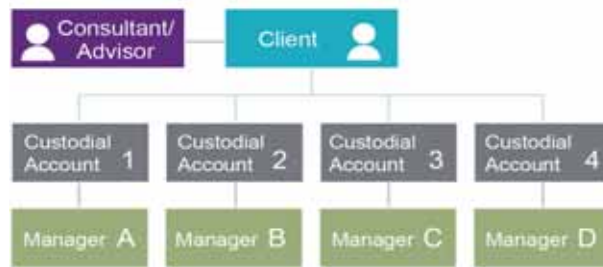 Consultant/
Advisor
Client
Custodial
Account 1
Custodial
Account 2
Custodial
Account 3
Custodial
Account 4
Manager A
Manager B
Manager C
Manager D